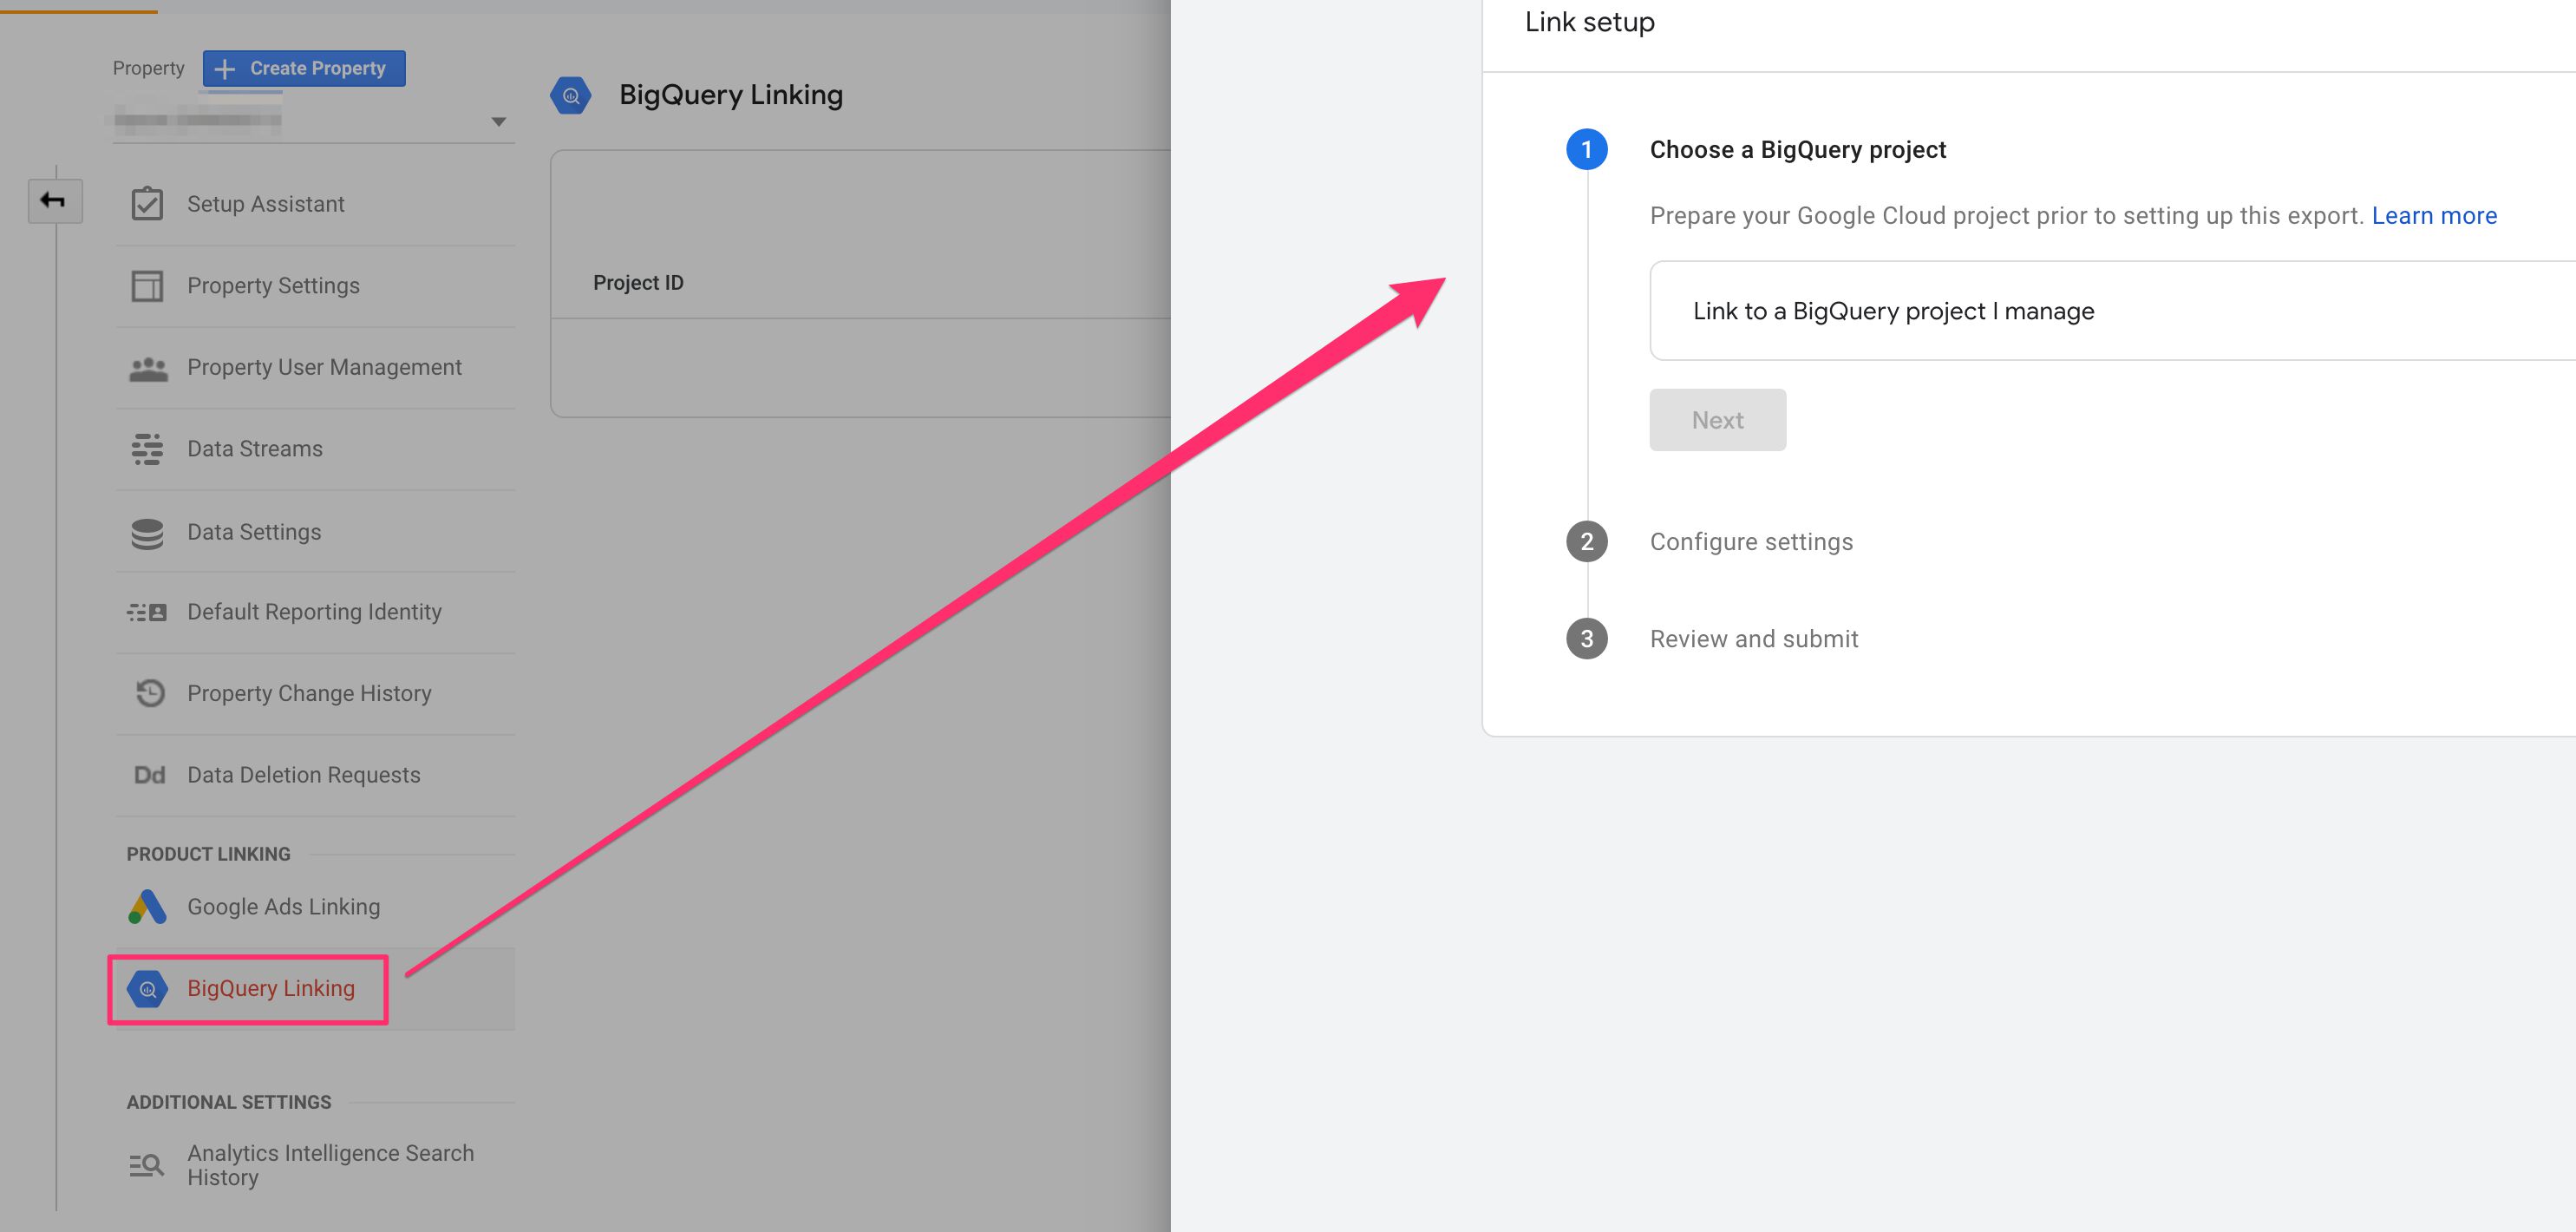 Property
Create Property
Setup Assistant
Property Settings
Property User Management
Data Streams
Data Settings
Default Reporting Identity
Property Change History
Dd Data Deletion Requests
PRODUCT LINKING
Google Ads Linking
BigQuery Linking
ADDITIONAL SETTINGS
Analytics Intelligence Search
History
BigQuery Linking
Project ID
Link setup
1 Choose a BigQuery project
Prepare your Google Cloud project prior to setting up this export. Learn more
Link to a BigQuery project I manage
Next
2 Configure settings
3 Review and submit